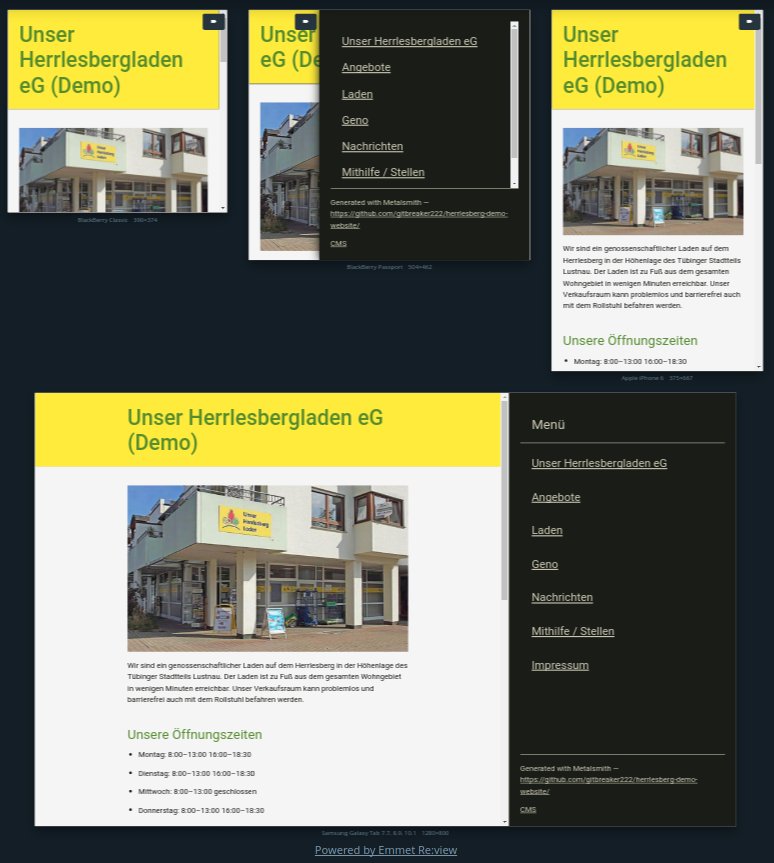 Unser
Herrlesbergladen
eG (Demo)
BlackBerry Classic 390×374
Unser
eG (De
Unser Herrlesbergladen eG
Angebote
Laden
Geno
Nachrichten
Mithilfe / Stellen
Generated with Metalsmith —
https://github.com/gitbreaker222/herrlesberg-demo-
website/
CMS
BlackBerry Passport 504×462
Unser
Herrlesbergladen
eG (Demo)
Wir sind ein genossenschaftlicher Laden auf dem
Herrlesberg in der Höhenlage des Tübinger Stadtteils
Lustnau. Der Laden ist zu Fuß aus dem gesamten
Wohngebiet in wenigen Minuten erreichbar. Unser
Verkaufsraum kann problemlos und barrierefrei auch
mit dem Rollstuhl befahren werden.
Unsere Öffnungszeiten
• Montag: 8:00–13:00 16:00–18:30
Apple iPhone 6 375×667
Unser Herrlesbergladen eG
(Demo)
Unser
Herrlesberg
Laden
Wir sind ein genossenschaftlicher Laden auf dem Herrlesberg in der Höhenlage des
Tübinger Stadtteils Lustnau. Der Laden ist zu Fuß aus dem gesamten Wohngebiet
in wenigen Minuten erreichbar. Unser Verkaufsraum kann problemlos und
barrierefrei auch mit dem Rollstuhl befahren werden.
Unsere Öffnungszeiten
• Montag: 8:00–13:00 16:00–18:30
• Dienstag: 8:00–13:00 16:00–18:30
• Mittwoch: 8:00–13:00 geschlossen
• Donnerstag: 8:00–13:00 16:00–18:30
Menü
Unser Herrlesbergladen eG
Angebote
Laden
Geno
Nachrichten
Mithilfe / Stellen
Impressum
Generated with Metalsmith —
https://github.com/gitbreaker222/herrlesberg-demo-
website/
CMS
Samsung Galaxy Tab 7.7, 8.9, 10.1 1280×800
Powered by Emmet Re:view